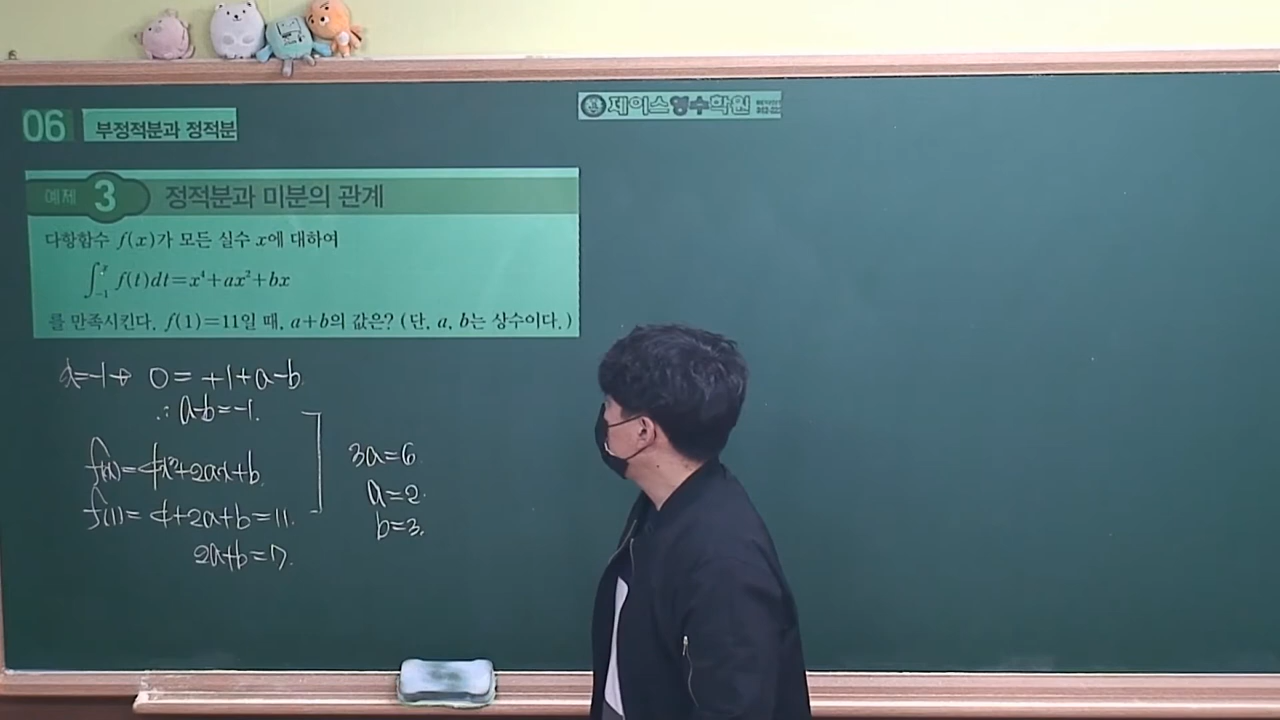 06 부정적분과 정적분
제이스영수학원
예제 3 정적분과 미분의 관계
다항함수 f(x)가 모든 실수 x에 대하여
∫₋₁ˣ f(t)dt=x⁴+ax²+bx
를 만족시킨다. f(1)=11일 때, a+b의 값은? (단, a, b는 상수이다.)
x=-1→ 0= +1+a-b
∴ a-b=-1.
f(x)=4x³+2ax+b.
f(1)=4+2a+b=11.
2a+b=7.
3a=6.
a=2.
b=3.